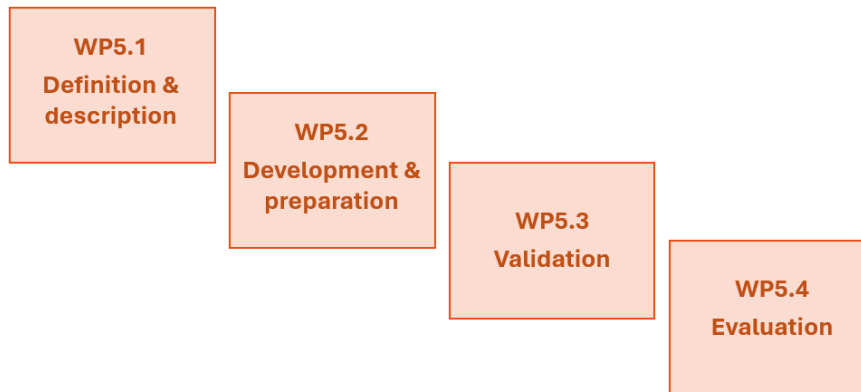 WP5.1
Definition &
description
WP5.2
Development &
preparation
WP5.3
Validation
WP5.4
Evaluation